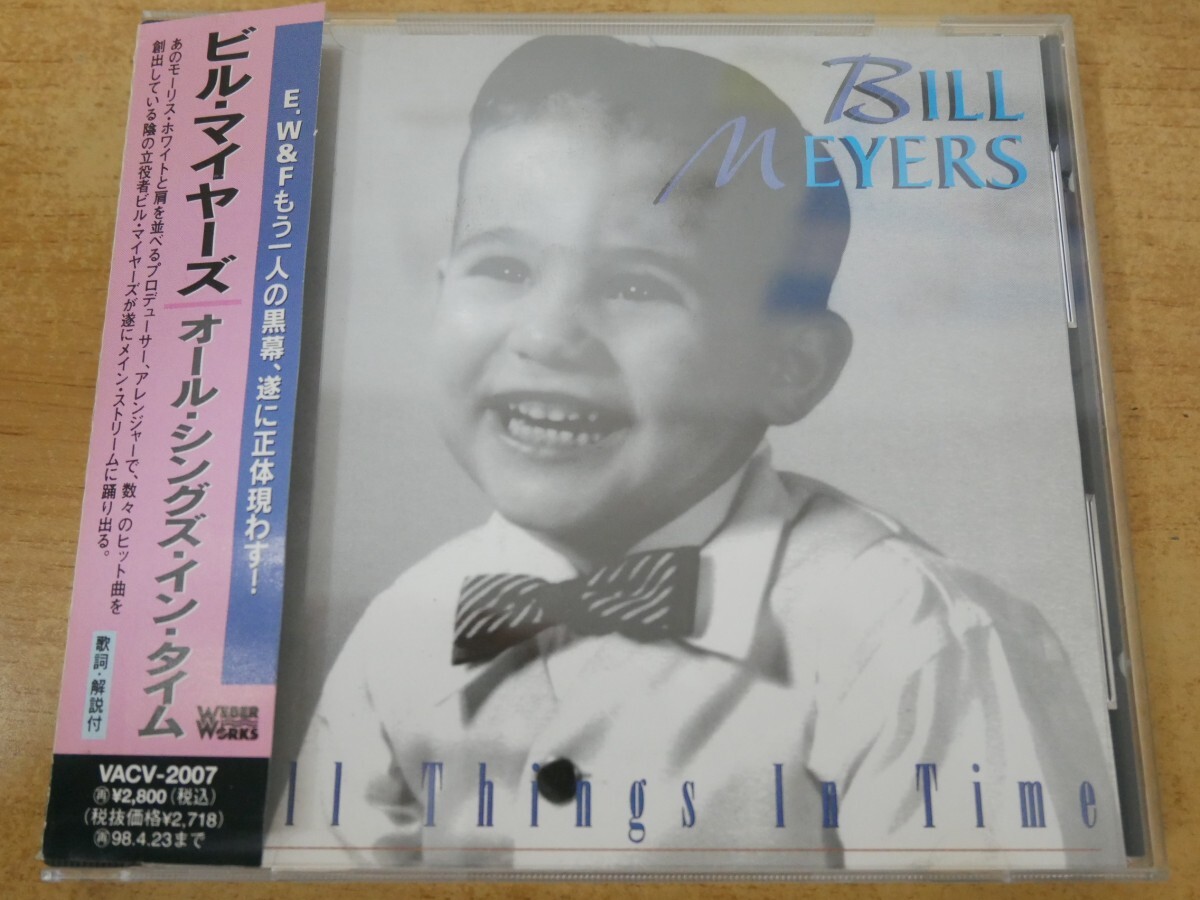 E.W&Fもう一人の黒幕、遂に正体現わす!
ビル・マイヤーズ
オール・シングズ・イン・タイム
あのモーリス・ホワイトと肩を並べるプロデューサー、アレンジャーで、数々のヒット曲を
創出している陰の立役者ビル・マイヤーズが遂にメイン・ストリームに踊り出る。
歌詞・解説付
WEBER
WORKS
VACV-2007
再¥2,800(税込)
(税抜価格¥2,718)
再98.4.23まで
BILL
MEYERS
ll Things In Time